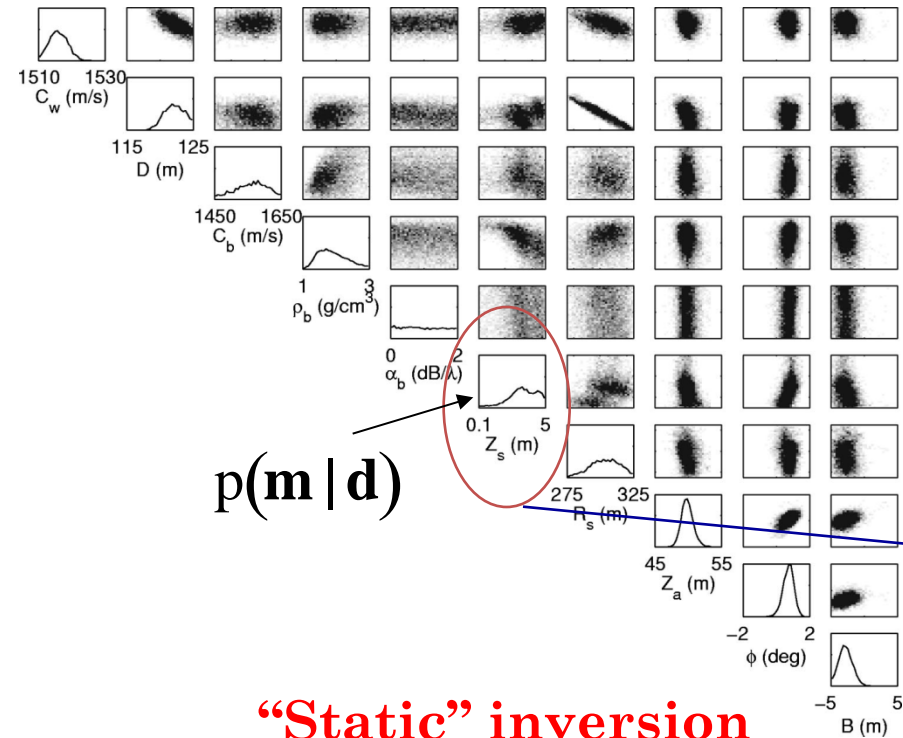 1510 1530
C_w (m/s)
115 125
D (m)
1450 1650
C_b (m/s)
1 3
ρ_b (g/cm³)
0 2
α_b (dB/λ)
0.1 5
Z_s (m)
p(m|d)
275 325
R_s (m)
45 55
Z_a (m)
−2 2
ϕ (deg)
−5 5
B (m)
“Static” inversion